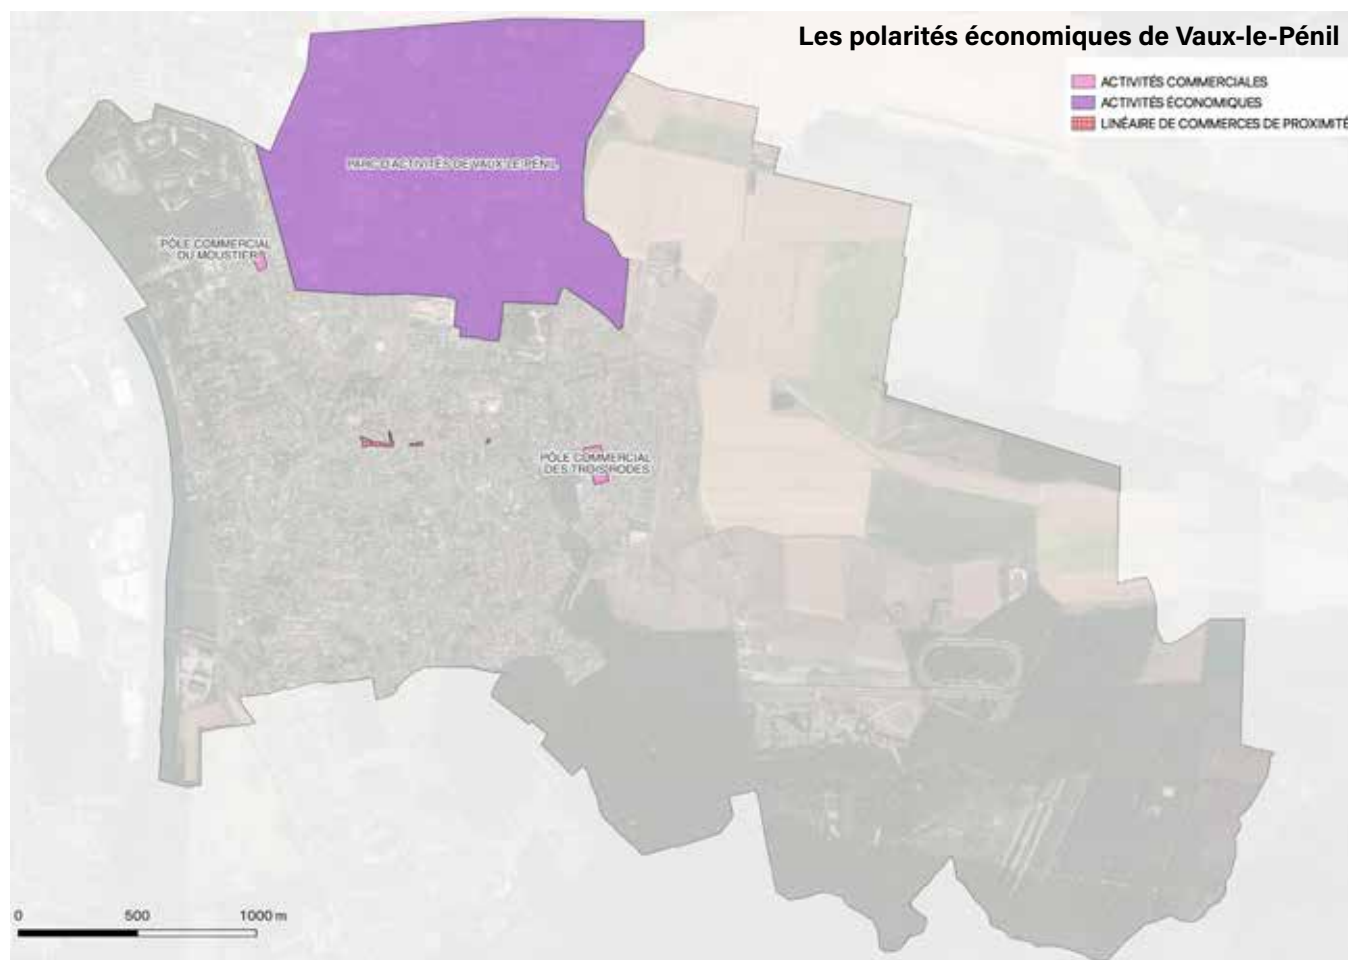 Les polarités économiques de Vaux-le-Pénil
ACTIVITÉS COMMERCIALES
ACTIVITÉS ÉCONOMIQUES
LINÉAIRE DE COMMERCES DE PROXIMITÉ
PARC D'ACTIVITÉS DE VAUX-LE-PÉNIL
PÔLE COMMERCIAL
DU MOUSTIER
PÔLE COMMERCIAL
DES TROIS RODES
0 500 1000 m